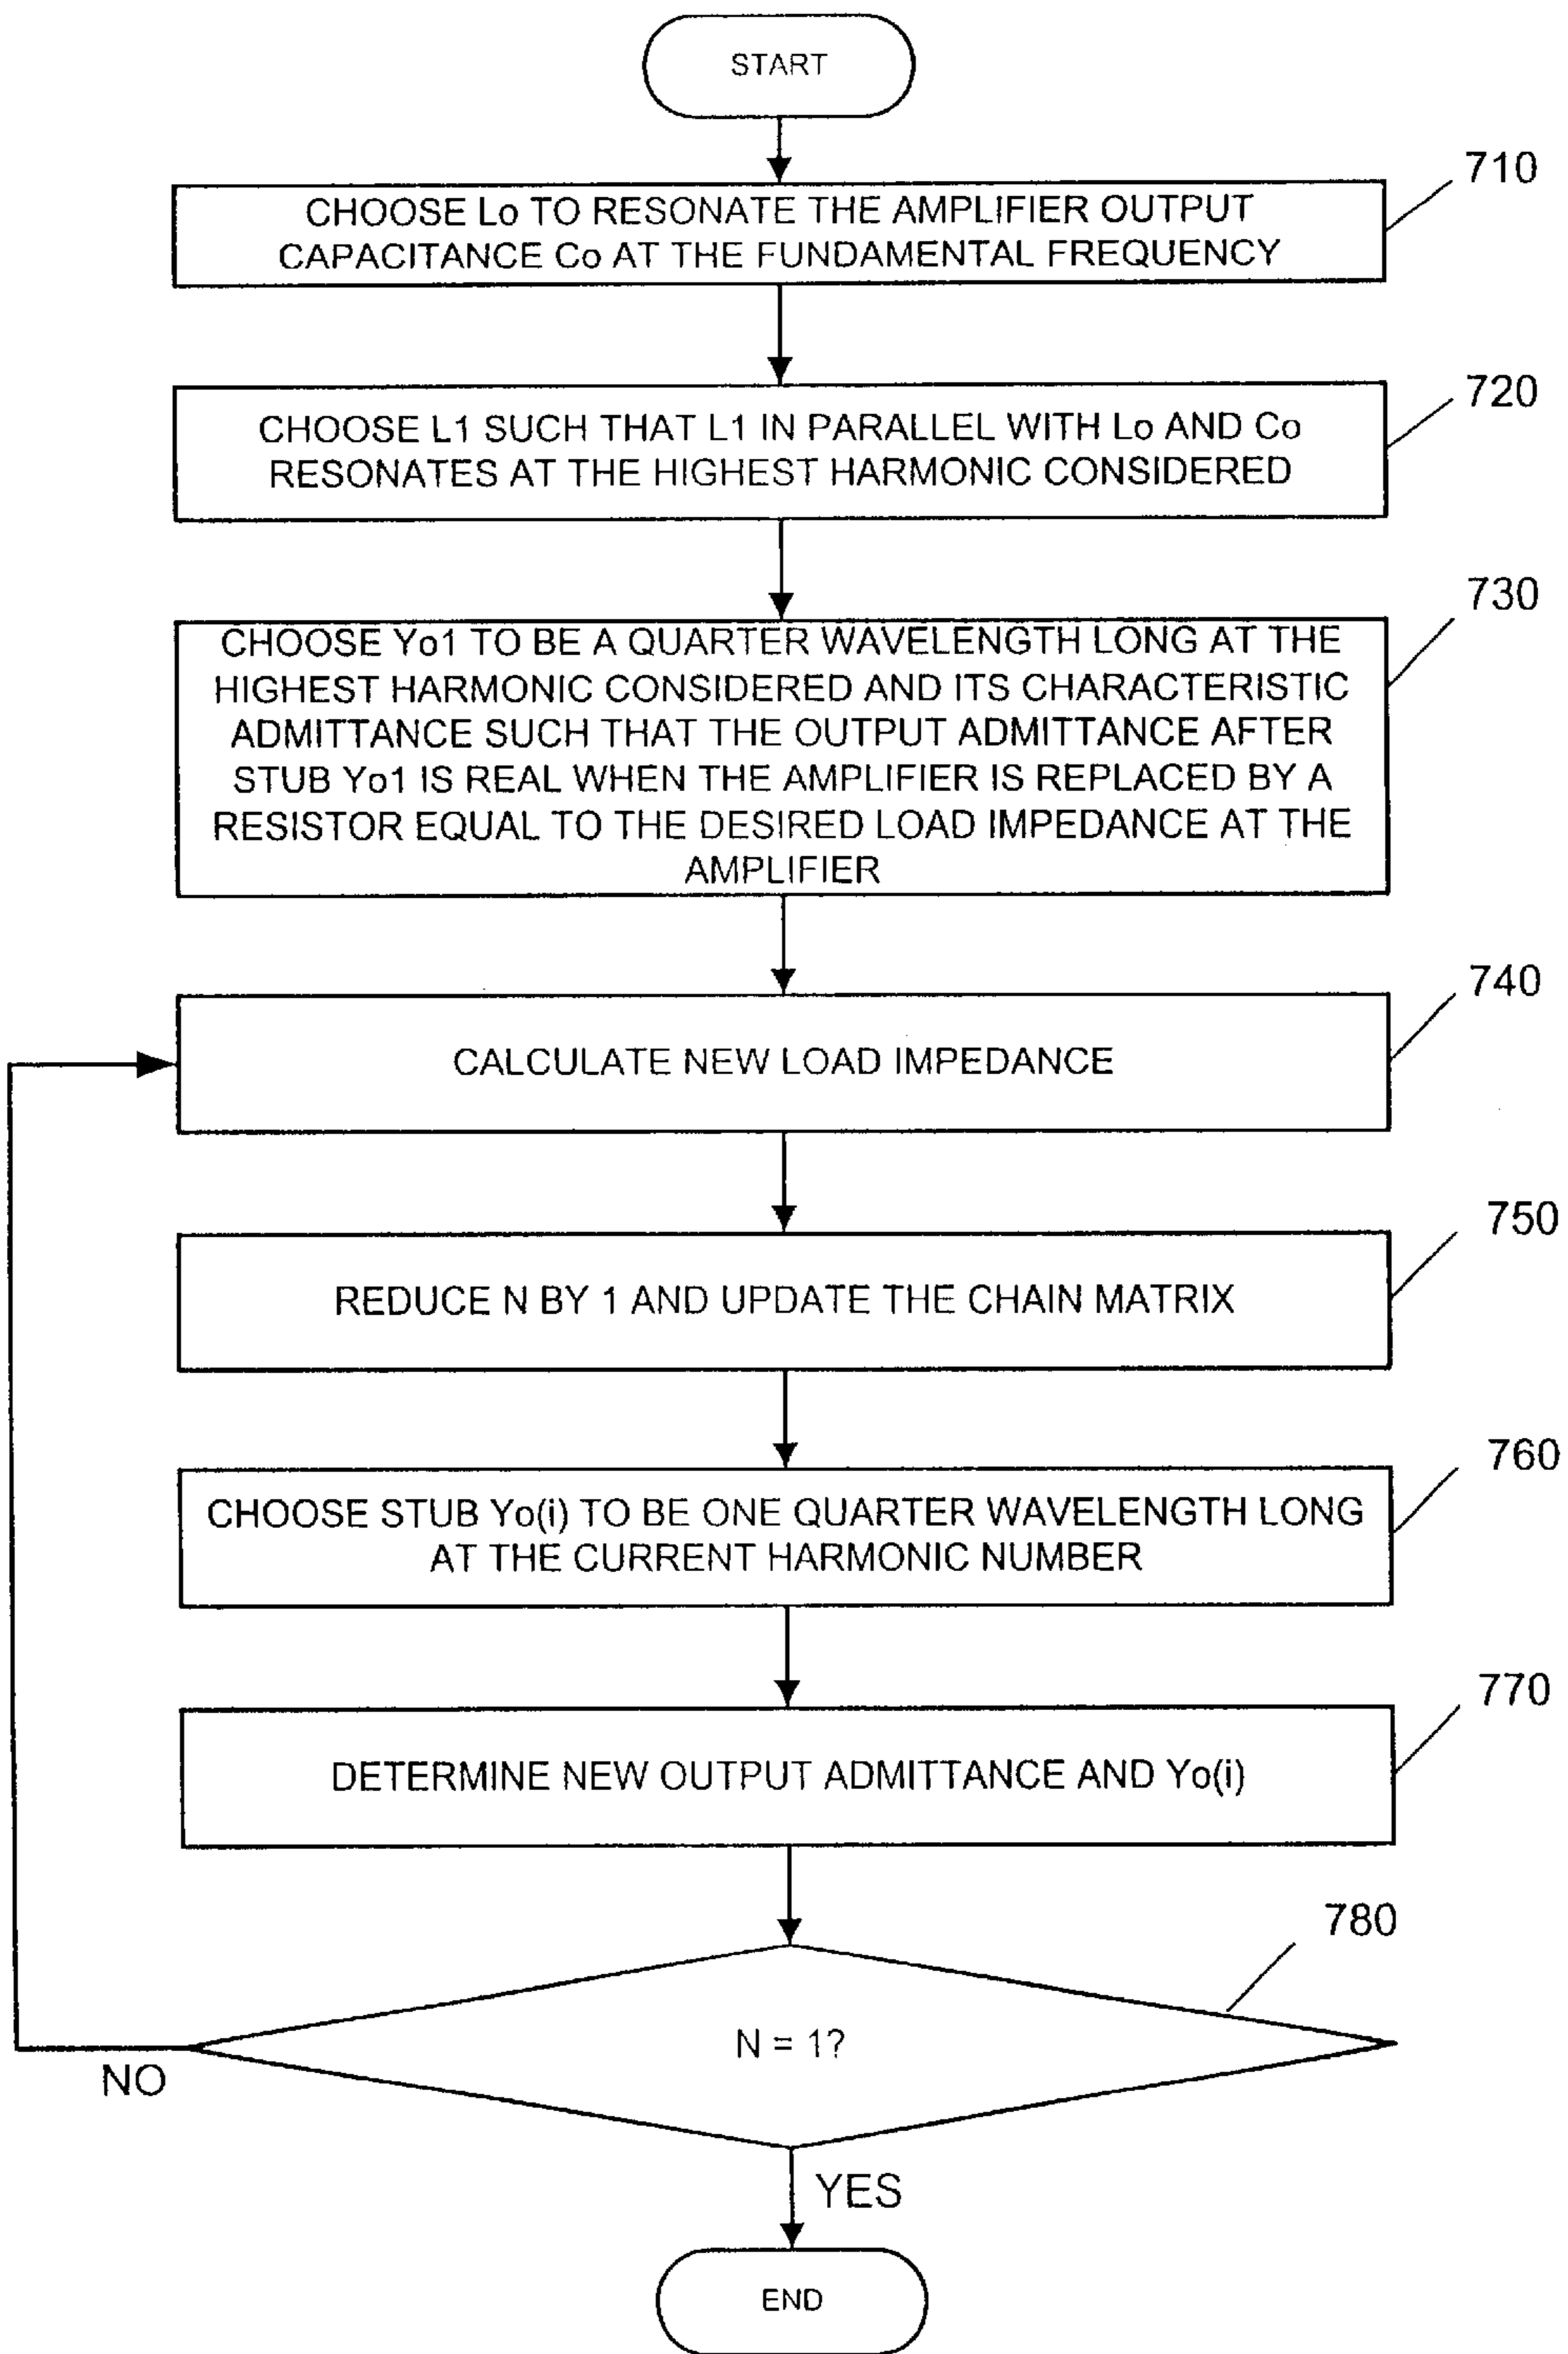 START
710
CHOOSE Lo TO RESONATE THE AMPLIFIER OUTPUT
CAPACITANCE Co AT THE FUNDAMENTAL FREQUENCY
720
CHOOSE L1 SUCH THAT L1 IN PARALLEL WITH Lo AND Co
RESONATES AT THE HIGHEST HARMONIC CONSIDERED
730
CHOOSE Yo1 TO BE A QUARTER WAVELENGTH LONG AT THE
HIGHEST HARMONIC CONSIDERED AND ITS CHARACTERISTIC
ADMITTANCE SUCH THAT THE OUTPUT ADMITTANCE AFTER
STUB Yo1 IS REAL WHEN THE AMPLIFIER IS REPLACED BY A
RESISTOR EQUAL TO THE DESIRED LOAD IMPEDANCE AT THE
AMPLIFIER
740
CALCULATE NEW LOAD IMPEDANCE
750
REDUCE N BY 1 AND UPDATE THE CHAIN MATRIX
760
CHOOSE STUB Yo(i) TO BE ONE QUARTER WAVELENGTH LONG
AT THE CURRENT HARMONIC NUMBER
770
DETERMINE NEW OUTPUT ADMITTANCE AND Yo(i)
780
N = 1?
NO
YES
END